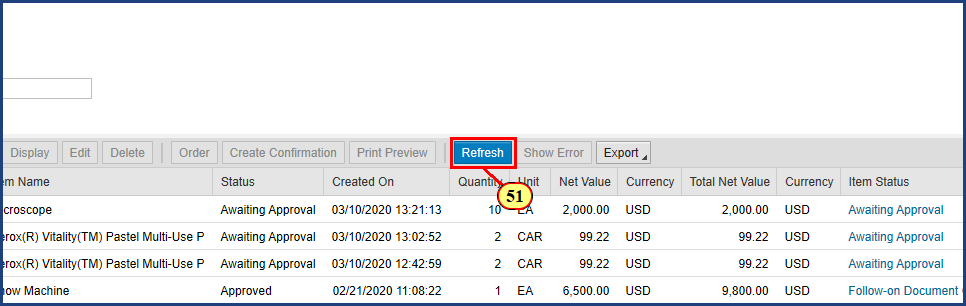 Display Edit Delete Order Create Confirmation Print Preview Refresh Show Error Export
em Name Status Created On Quantity Unit Net Value Currency Total Net Value Currency Item Status
51
icroscope Awaiting Approval 03/10/2020 13:21:13 10 EA 2,000.00 USD 2,000.00 USD Awaiting Approval
erox(R) Vitality(TM) Pastel Multi-Use P Awaiting Approval 03/10/2020 13:02:52 2 CAR 99.22 USD 99.22 USD Awaiting Approval
erox(R) Vitality(TM) Pastel Multi-Use P Awaiting Approval 03/10/2020 12:42:59 2 CAR 99.22 USD 99.22 USD Awaiting Approval
now Machine Approved 02/21/2020 11:08:22 1 EA 6,500.00 USD 9,800.00 USD Follow-on Document